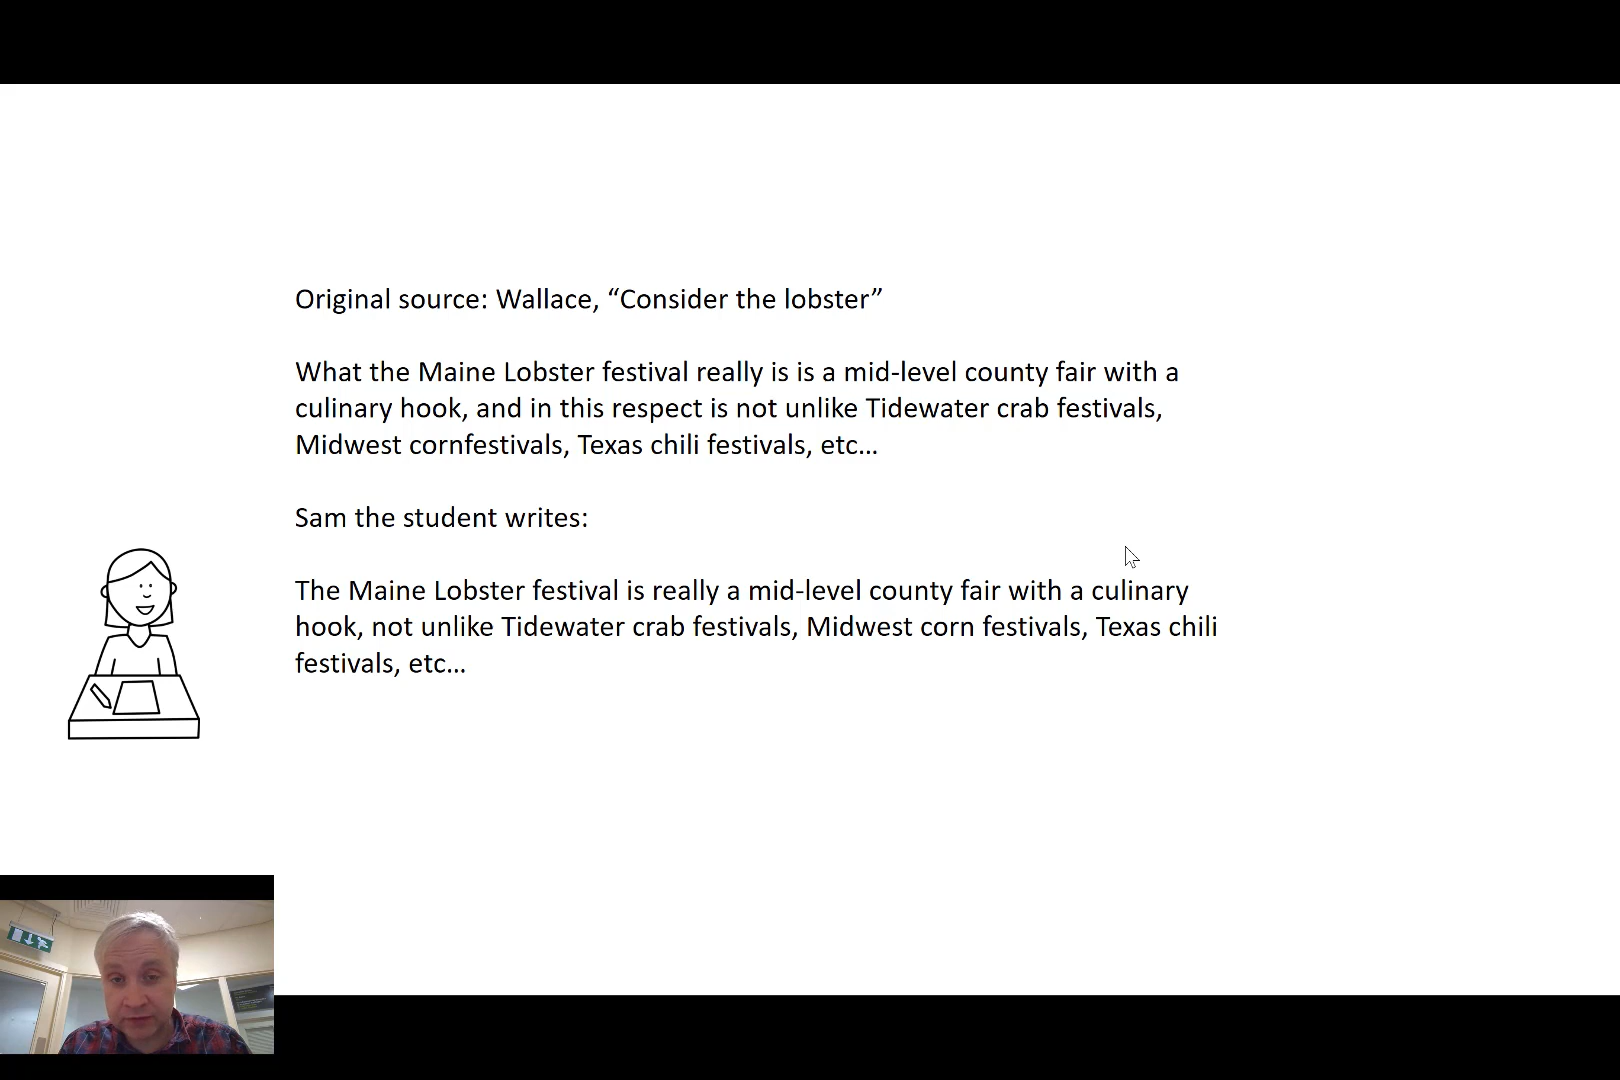 Original source: Wallace, “Consider the lobster”
What the Maine Lobster festival really is is a mid-level county fair with a
culinary hook, and in this respect is not unlike Tidewater crab festivals,
Midwest cornfestivals, Texas chili festivals, etc...
Sam the student writes:
The Maine Lobster festival is really a mid-level county fair with a culinary
hook, not unlike Tidewater crab festivals, Midwest corn festivals, Texas chili
festivals, etc...